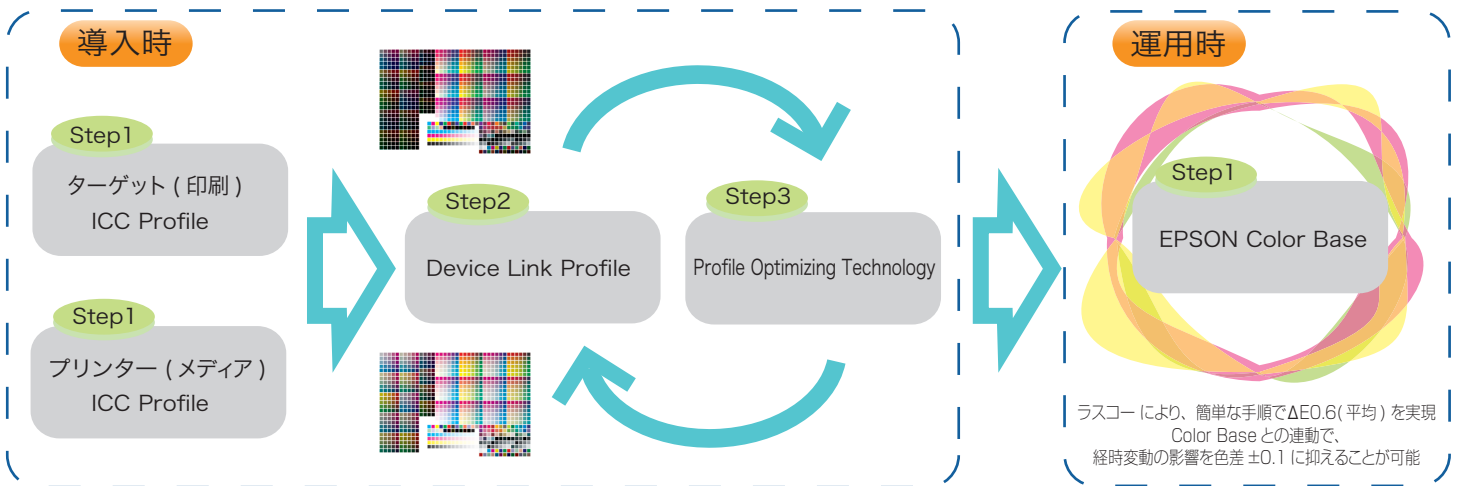 導入時
Step1
ターゲット ( 印刷 )
ICC Profile
Step1
プリンター ( メディア )
ICC Profile
Step2
Device Link Profile
Step3
Profile Optimizing Technology
運用時
Step1
EPSON Color Base
ラスコー により、簡単な手順でΔE0.6( 平均 ) を実現
Color Base との連動で、
経時変動の影響を色差 ±0.1 に抑えることが可能